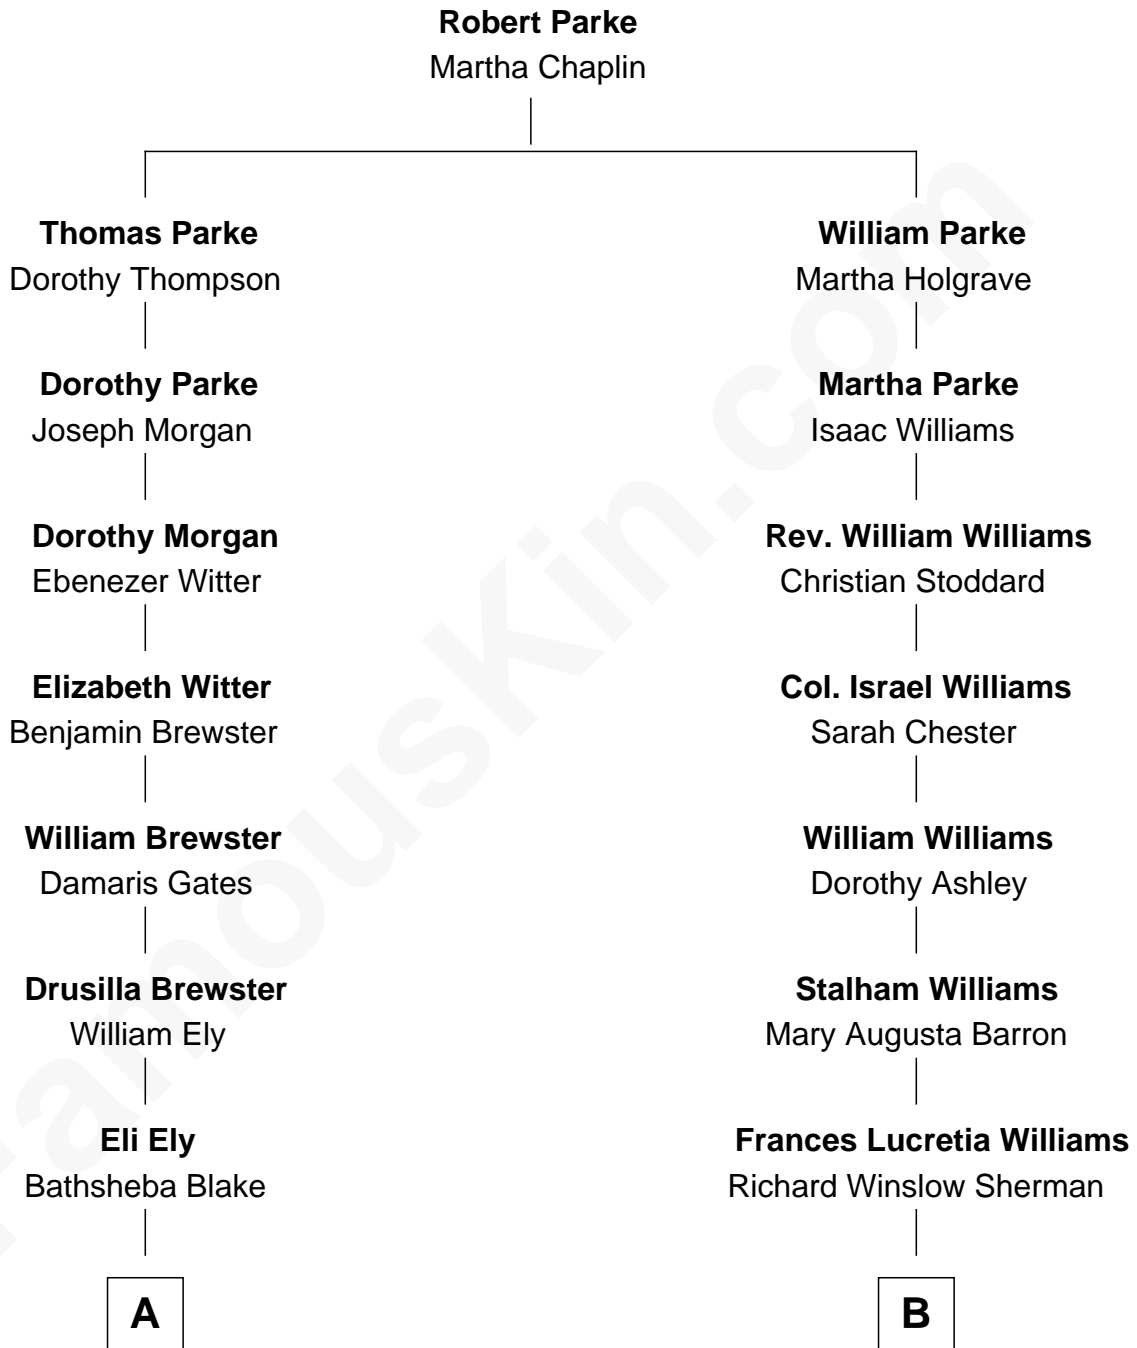 Robert Parke
Martha Chaplin
Thomas Parke
Dorothy Thompson
William Parke
Martha Holgrave
Dorothy Parke
Joseph Morgan
Martha Parke
Isaac Williams
Dorothy Morgan
Ebenezer Witter
Rev. William Williams
Christian Stoddard
Elizabeth Witter
Benjamin Brewster
Col. Israel Williams
Sarah Chester
William Brewster
Damaris Gates
William Williams
Dorothy Ashley
Drusilla Brewster
William Ely
Stalham Williams
Mary Augusta Barron
Eli Ely
Bathsheba Blake
Frances Lucretia Williams
Richard Winslow Sherman
A
B
FamousKin.com